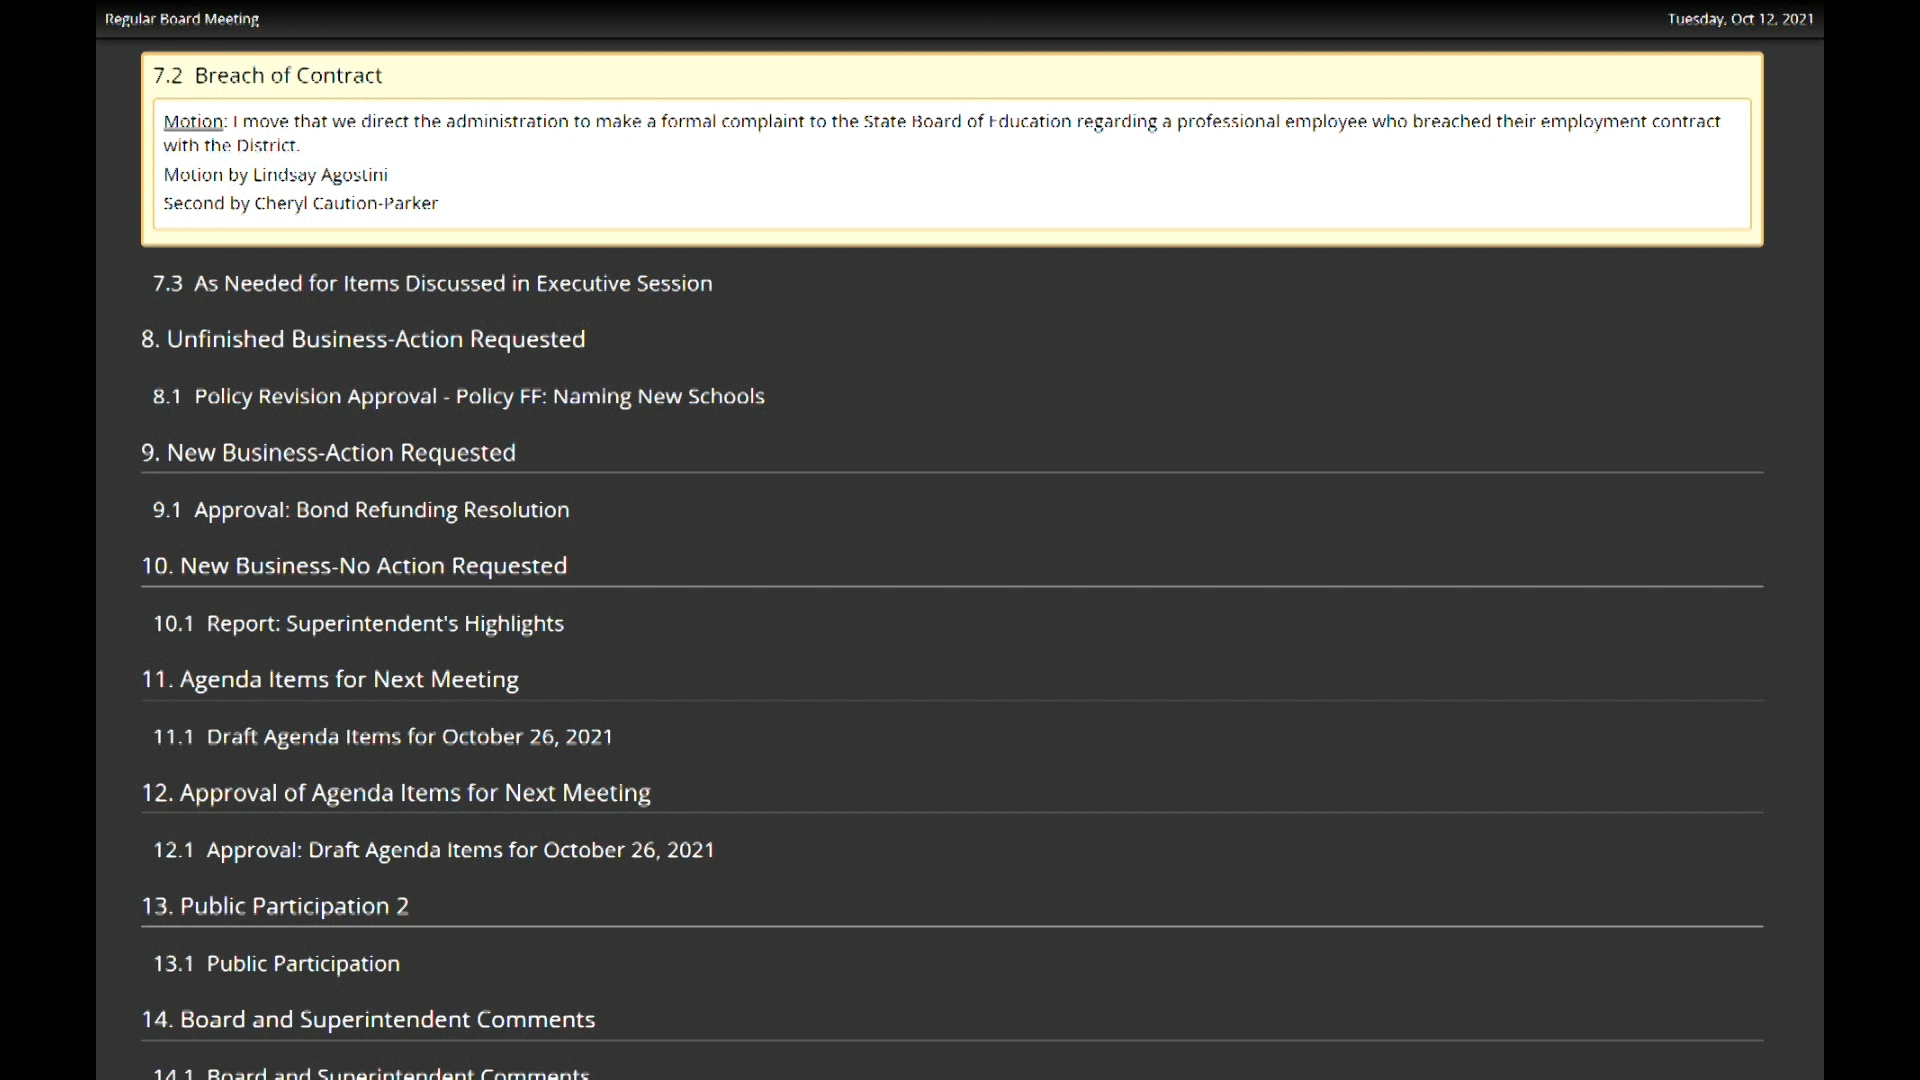 Regular Board Meeting
Tuesday, Oct 12, 2021
7.2 Breach of Contract
Motion: I move that we direct the administration to make a formal complaint to the State Board of Education regarding a professional employee who breached their employment contract
with the District.
Motion by Lindsay Agostini
Second by Cheryl Caution-Parker
7.3 As Needed for Items Discussed in Executive Session
8. Unfinished Business-Action Requested
8.1 Policy Revision Approval - Policy FF: Naming New Schools
9. New Business-Action Requested
9.1 Approval: Bond Refunding Resolution
10. New Business-No Action Requested
10.1 Report: Superintendent's Highlights
11. Agenda Items for Next Meeting
11.1 Draft Agenda Items for October 26, 2021
12. Approval of Agenda Items for Next Meeting
12.1 Approval: Draft Agenda Items for October 26, 2021
13. Public Participation 2
13.1 Public Participation
14. Board and Superintendent Comments
14.1 Board and Superintendent Comments